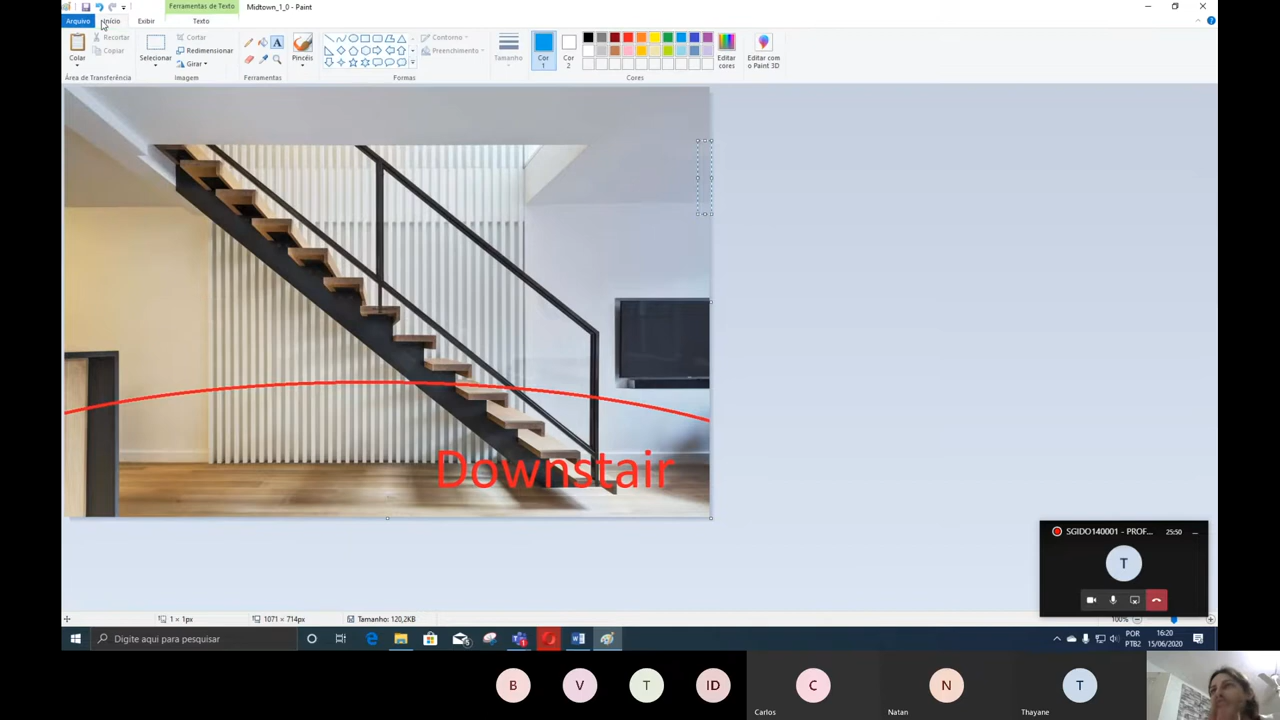 Ferramentas de Texto
Midtown_1_0 - Paint
Arquivo
Início
Exibir
Texto
Colar
Recortar
Copiar
Área de Transferência
Selecionar
Cortar
Redimensionar
Girar
Imagem
A
Ferramentas
Pincéis
Contorno
Preenchimento
Formas
Tamanho
Cor
1
Cor
2
Editar
cores
Cores
Editar com
o Paint 3D
Downstair
SGIDO140001 - PROF...
25:50
T
1 × 1px
1071 × 714px
Tamanho: 120,2KB
100%
Digite aqui para pesquisar
POR
PTB2
16:20
15/06/2020
B
V
T
ID
C
Carlos
N
Natan
T
Thayane